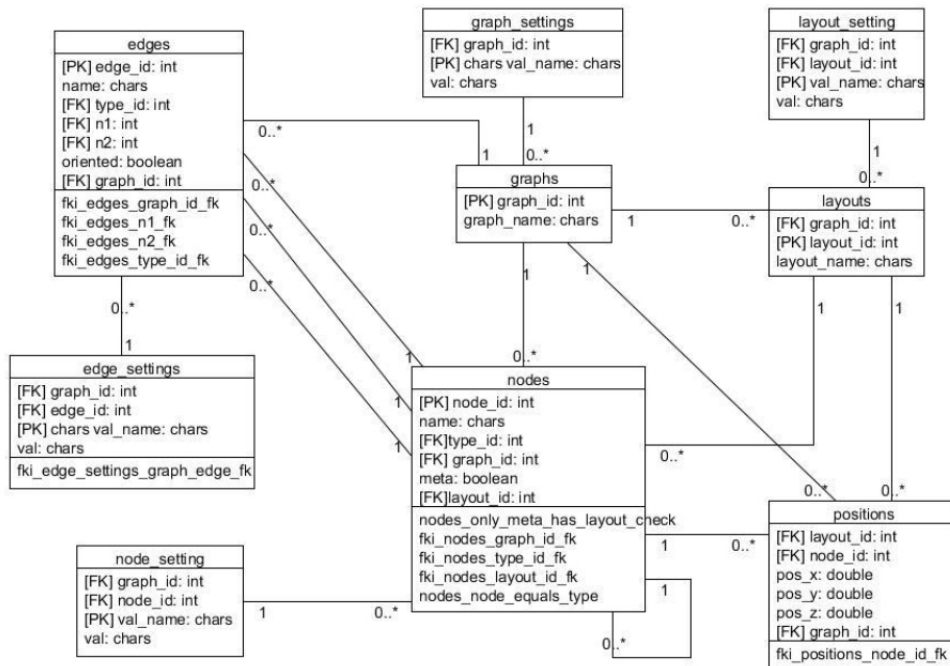 edges
[PK] edge_id: int
name: chars
[FK] type_id: int
[FK] n1: int
[FK] n2: int
oriented: boolean
[FK] graph_id: int
fki_edges_graph_id_fk
fki_edges_n1_fk
fki_edges_n2_fk
fki_edges_type_id_fk
graph_settings
[FK] graph_id: int
[PK] chars val_name: chars
val: chars
layout_setting
[FK] graph_id: int
[FK] layout_id: int
[PK] val_name: chars
val: chars
0..*
1
1
0..*
1
0..*
graphs
[PK] graph_id: int
graph_name: chars
1
0..*
layouts
[FK] graph_id: int
[PK] layout_id: int
layout_name: chars
0..*
0..*
0..*
1
1
1
1
0..*
1
edge_settings
[FK] graph_id: int
[FK] edge_id: int
[PK] chars val_name: chars
val: chars
fki_edge_settings_graph_edge_fk
1
1
1
0..*
nodes
[PK] node_id: int
name: chars
[FK]type_id: int
[FK] graph_id: int
meta: boolean
[FK]layout_id: int
nodes_only_meta_has_layout_check
fki_nodes_graph_id_fk
fki_nodes_type_id_fk
fki_nodes_layout_id_fk
nodes_node_equals_type
0..*
0..*
0..*
positions
[FK] layout_id: int
[FK] node_id: int
pos_x: double
pos_y: double
pos_z: double
[FK] graph_id: int
fki_positions_node_id_fk
1
0..*
node_setting
[FK] graph_id: int
[FK] node_id: int
[PK] val_name: chars
val: chars
1
0..*
1
0..*